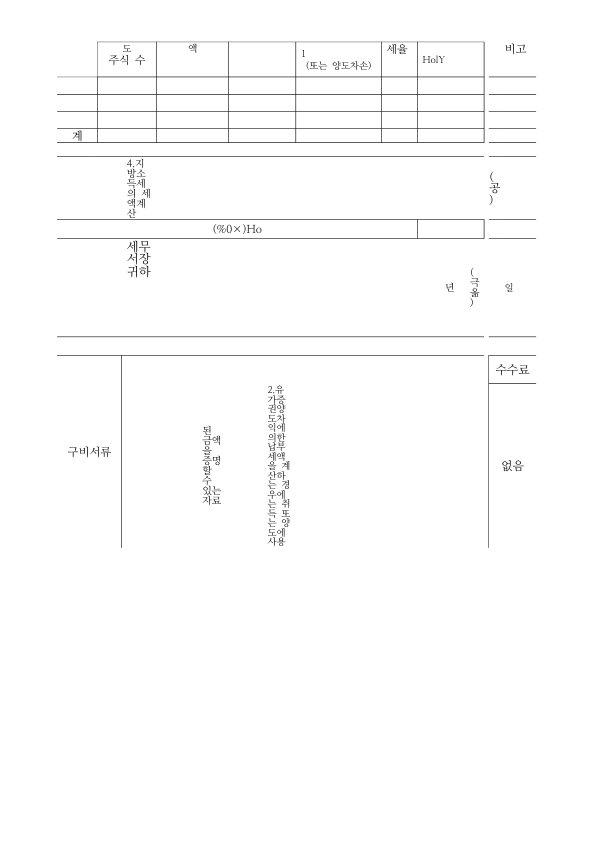 도
주식 수
액
1
(또는 양도차손)
세율
HolY
비고
계
4.지
방소
득세
의 세
액계
산
(
공
)
(%0×)Ho
세무
서장
귀하
년
(
극
옮
)
일
구비서류
된
금액
을
증명
할
수
있는
자료
2.유
가증
권양
도차
익에
의한
납부
세액
을 계
산하
는 경
우에
는 취
득 또
는 양
도에
사용
수수료
없음